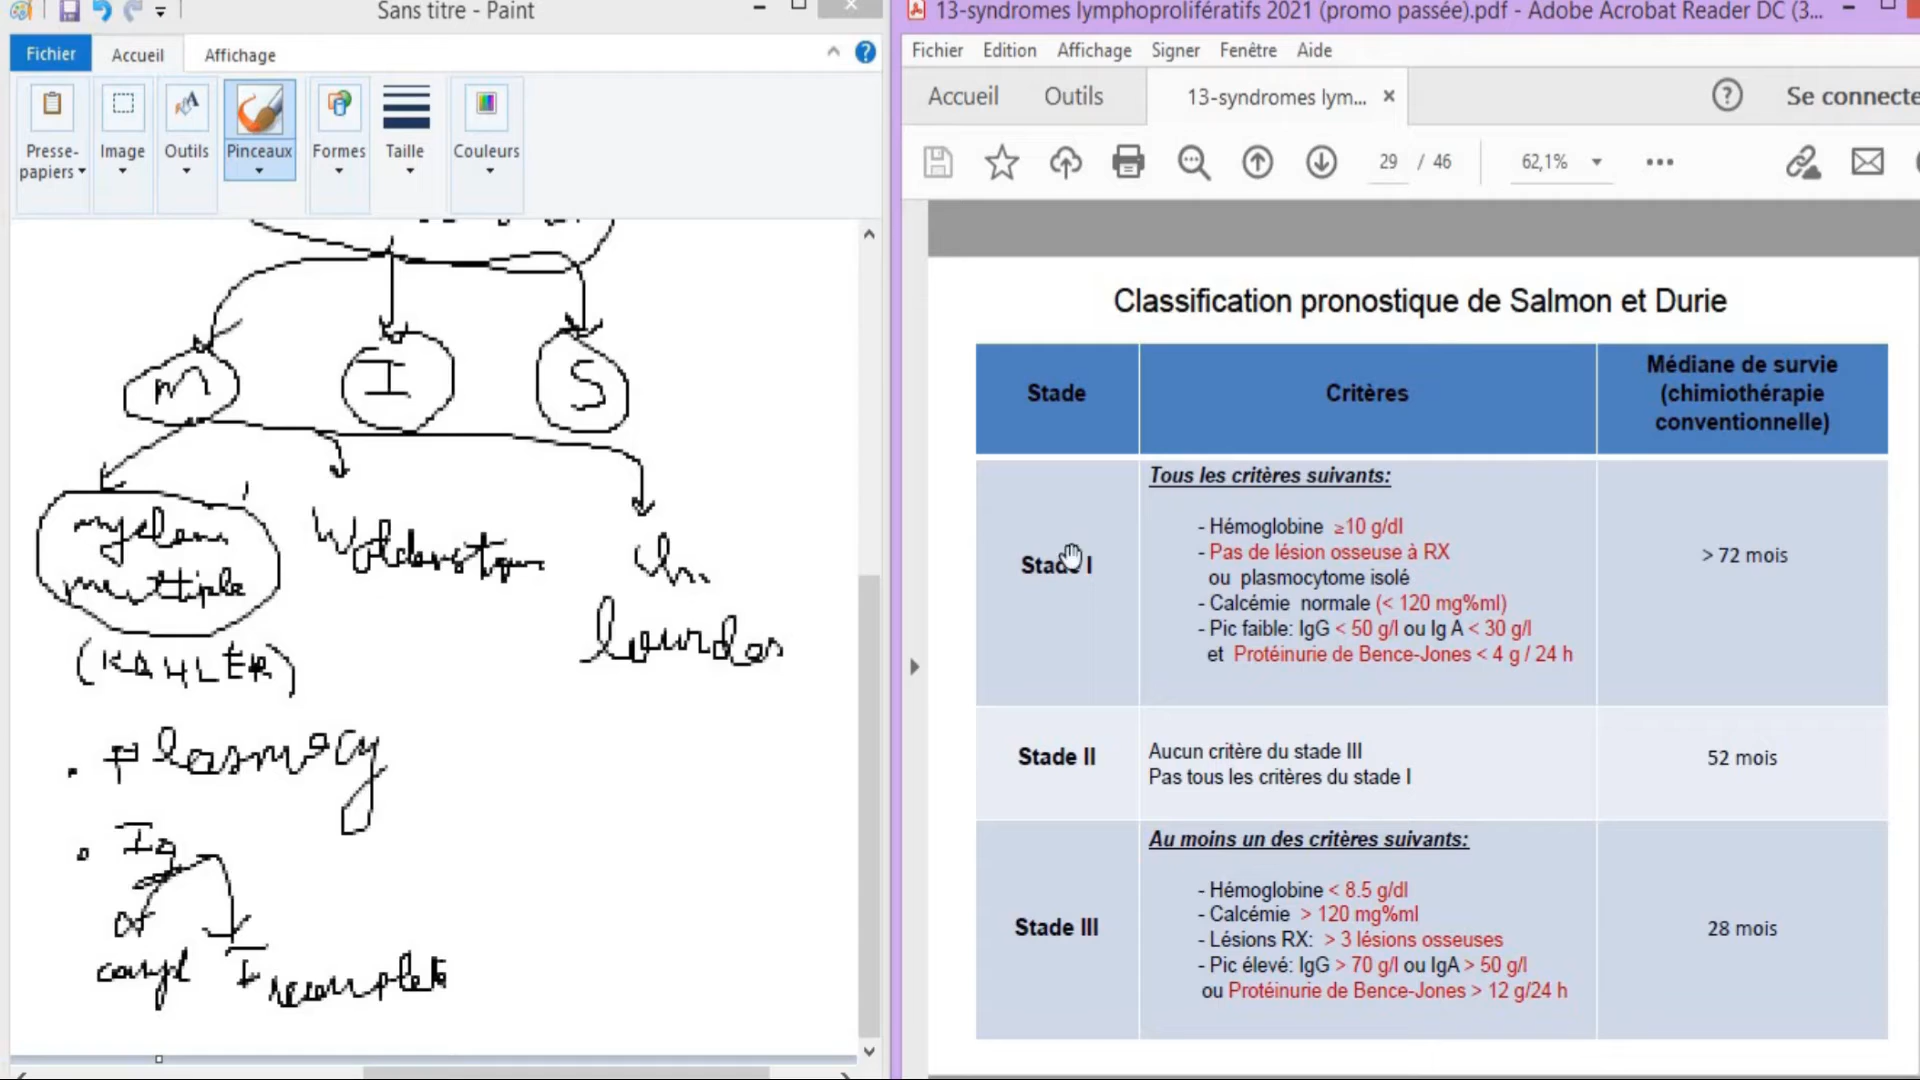 Sans titre - Paint
Fichier
Accueil
Affichage
Presse-papiers
Image
Outils
Pinceaux
Formes
Taille
Couleurs
M
I
S
multiple
(KAHLER)
lourdes
. plasmocy
. Ig
13-syndromes lymphoprolifératifs 2021 (promo passée).pdf - Adobe Acrobat Reader DC (3...
Fichier Edition Affichage Signer Fenêtre Aide
Accueil
Outils
13-syndromes lym...
Se connecte
29 / 46
62,1%
Classification pronostique de Salmon et Durie
Stade
Critères
Médiane de survie
(chimiothérapie
conventionnelle)
Stade I
Tous les critères suivants:
- Hémoglobine ≥10 g/dl
- Pas de lésion osseuse à RX
ou plasmocytome isolé
- Calcémie normale (< 120 mg%ml)
- Pic faible: IgG < 50 g/l ou Ig A < 30 g/l
et Protéinurie de Bence-Jones < 4 g / 24 h
> 72 mois
Stade II
Aucun critère du stade III
Pas tous les critères du stade I
52 mois
Stade III
Au moins un des critères suivants:
- Hémoglobine < 8.5 g/dl
- Calcémie > 120 mg%ml
- Lésions RX: > 3 lésions osseuses
- Pic élevé: IgG > 70 g/l ou IgA > 50 g/l
ou Protéinurie de Bence-Jones > 12 g/24 h
28 mois